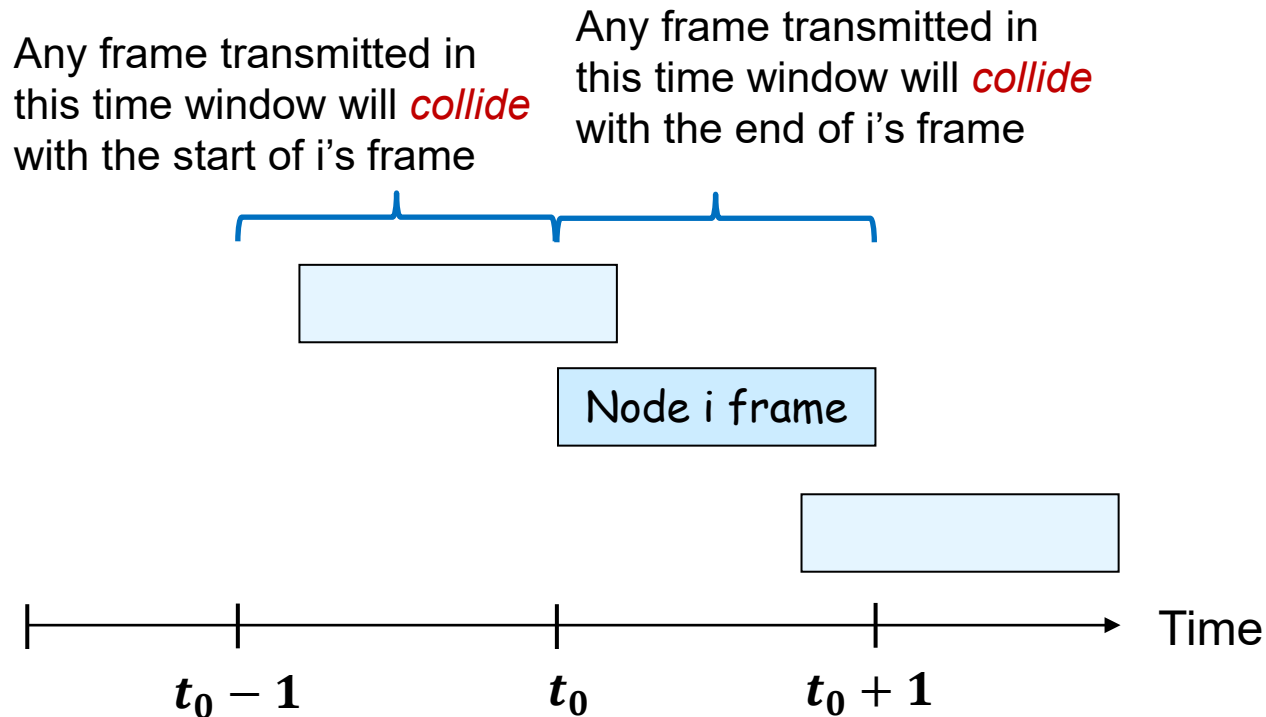 Any frame transmitted in
this time window will collide
with the start of i’s frame
Any frame transmitted in
this time window will collide
with the end of i’s frame
Node i frame
Time
t₀ − 1
t₀
t₀ + 1